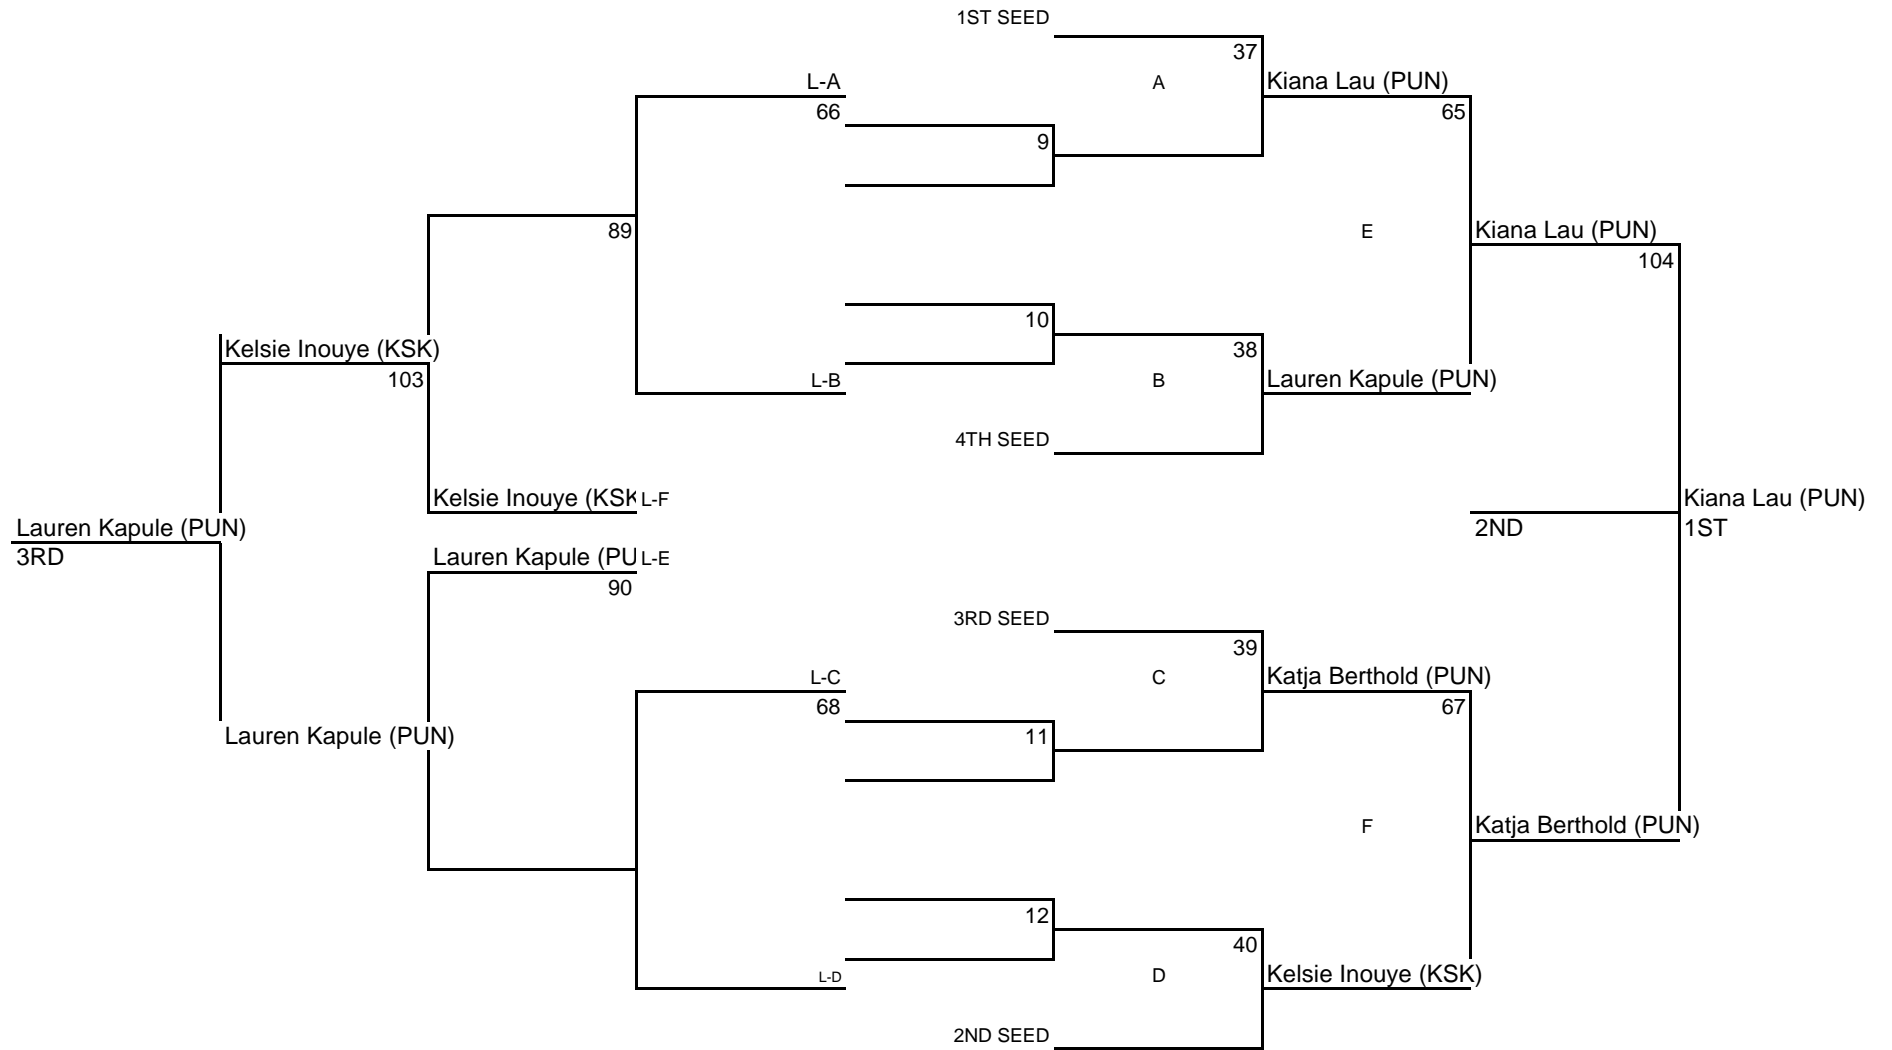 1ST SEED
37
L-A
A
Kiana Lau (PUN)
66
65
9
89
E
Kiana Lau (PUN)
104
10
Kelsie Inouye (KSK)
38
103
L-B
B
Lauren Kapule (PUN)
4TH SEED
Kelsie Inouye (KSK
L-F
Kiana Lau (PUN)
Lauren Kapule (PUN)
2ND
1ST
3RD
Lauren Kapule (PU
L-E
90
3RD SEED
39
L-C
C
Katja Berthold (PUN)
68
67
Lauren Kapule (PUN)
11
F
Katja Berthold (PUN)
12
40
L-D
D
Kelsie Inouye (KSK)
2ND SEED